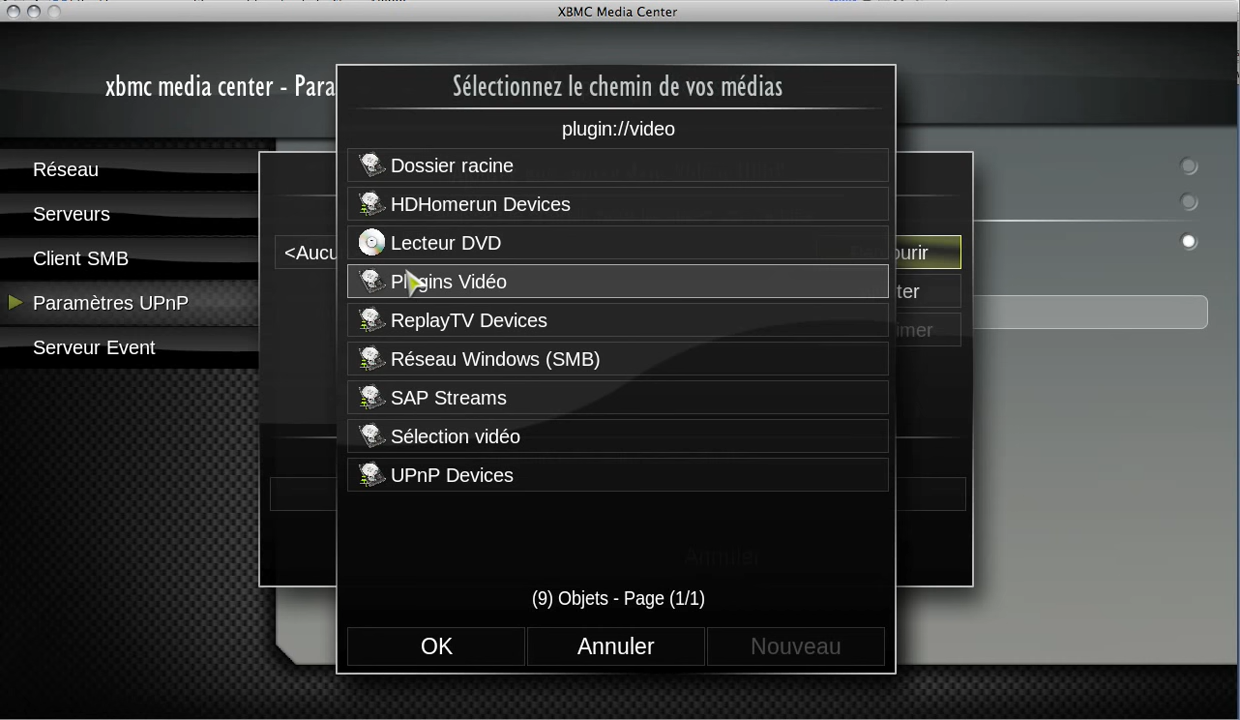 XBMC Media Center
xbmc media center - Para
Réseau
Serveurs
Client SMB
Paramètres UPnP
Serveur Event
<Aucu
Sélectionnez le chemin de vos médias
plugin://video
Dossier racine
HDHomerun Devices
Lecteur DVD
Plugins Vidéo
ReplayTV Devices
Réseau Windows (SMB)
SAP Streams
Sélection vidéo
UPnP Devices
Annuler
(9) Objets - Page (1/1)
OK
Annuler
Nouveau
ourir
ter
imer